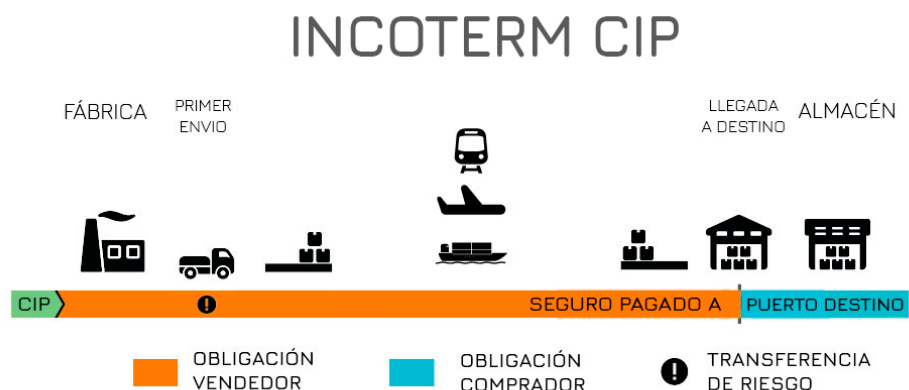 INCOTERM CIP
FÁBRICA
PRIMER
ENVIO
LLEGADA
A DESTINO
ALMACÉN
CIP
SEGURO PAGADO A
PUERTO DESTINO
OBLIGACIÓN
VENDEDOR
OBLIGACIÓN
COMPRADOR
TRANSFERENCIA
DE RIESGO